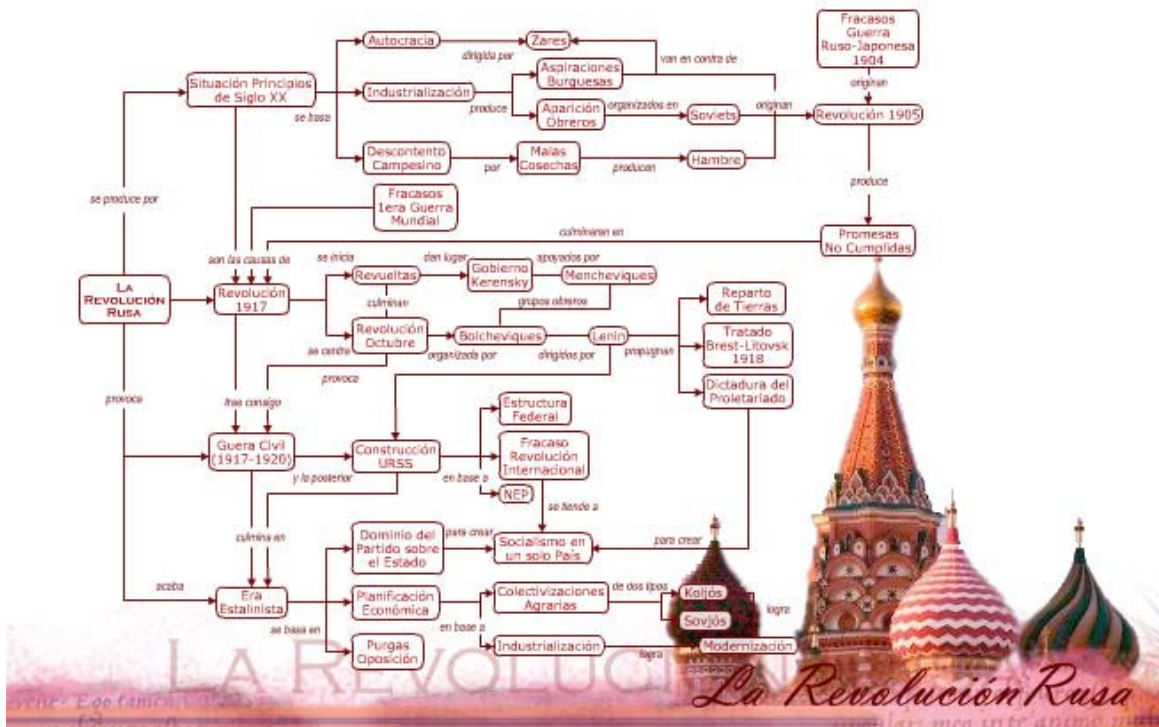 Fracasos
Guerra
Ruso-Japonesa
1904
Autocracia
dirigida por
Zares
van en contra de
originan
Situación Principios
de Siglo XX
se basa
Industrialización
produce
Aspiraciones
Burguesas
Aparición
Obreros
organizados en
Soviets
originan
Revolución 1905
Descontento
Campesino
por
Malas
Cosechas
producen
Hambre
produce
se produce por
Fracasos
1era Guerra
Mundial
Promesas
No Cumplidas
culminaran en
son las causas de
LA
REVOLUCIÓN
RUSA
Revolución
1917
se inicia
Revueltas
dan lugar
Gobierno
Kerensky
apoyados por
Mencheviques
culminan
grupos obreros
se centra
Revolución
Octubre
organizada por
Bolcheviques
dirigidos por
Lenin
propugnan
Reparto
de Tierras
Tratado
Brest-Litovsk
1918
Dictadura del
Proletariado
provoca
provoca
trae consigo
Guera Civil
(1917-1920)
y la posterior
Construcción
URSS
en base a
Estructura
Federal
Fracaso
Revolución
Internacional
NEP
se tiende a
culmina en
Dominio del
Partido sobre
el Estado
para crear
Socialismo en
un solo País
para crear
acaba
Era
Estalinista
se basa en
Planificación
Económica
en base a
Colectivizaciones
Agrarias
de dos tipos
Koljós
Sovjós
logra
Purgas
Oposición
Industrialización
logra
Modernización
LA REVOLUCIÓN
La Revolución Rusa